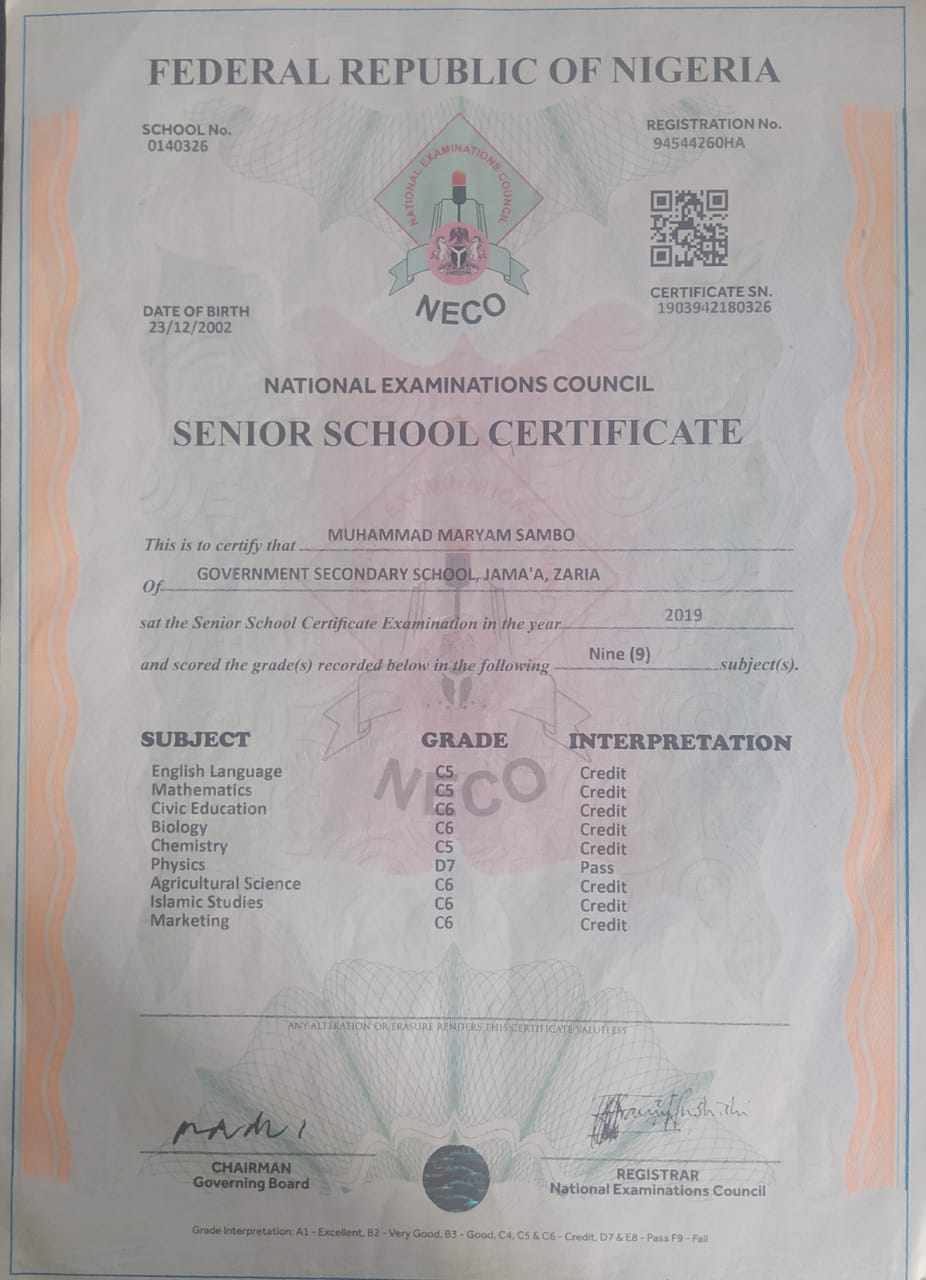 FEDERAL REPUBLIC OF NIGERIA
SCHOOL No.
0140326
REGISTRATION No.
94544260HA
NATIONAL EXAMINATIONS COUNCIL
NECO
CERTIFICATE SN.
1903942180326
DATE OF BIRTH
23/12/2002
NATIONAL EXAMINATIONS COUNCIL
SENIOR SCHOOL CERTIFICATE
This is to certify that MUHAMMAD MARYAM SAMBO
Of GOVERNMENT SECONDARY SCHOOL, JAMA'A, ZARIA
sat the Senior School Certificate Examination in the year 2019
and scored the grade(s) recorded below in the following Nine (9) subject(s).
SUBJECT GRADE INTERPRETATION
English Language C5 Credit
Mathematics C5 Credit
Civic Education C6 Credit
Biology C6 Credit
Chemistry C5 Credit
Physics D7 Pass
Agricultural Science C6 Credit
Islamic Studies C6 Credit
Marketing C6 Credit
NECO
ANY ALTERATION OR ERASURE RENDERS THIS CERTIFICATE VALUELESS
CHAIRMAN
Governing Board
REGISTRAR
National Examinations Council
Grade Interpretation: A1 - Excellent, B2 - Very Good, B3 - Good, C4, C5 & C6 - Credit, D7 & E8 - Pass F9 - Fail